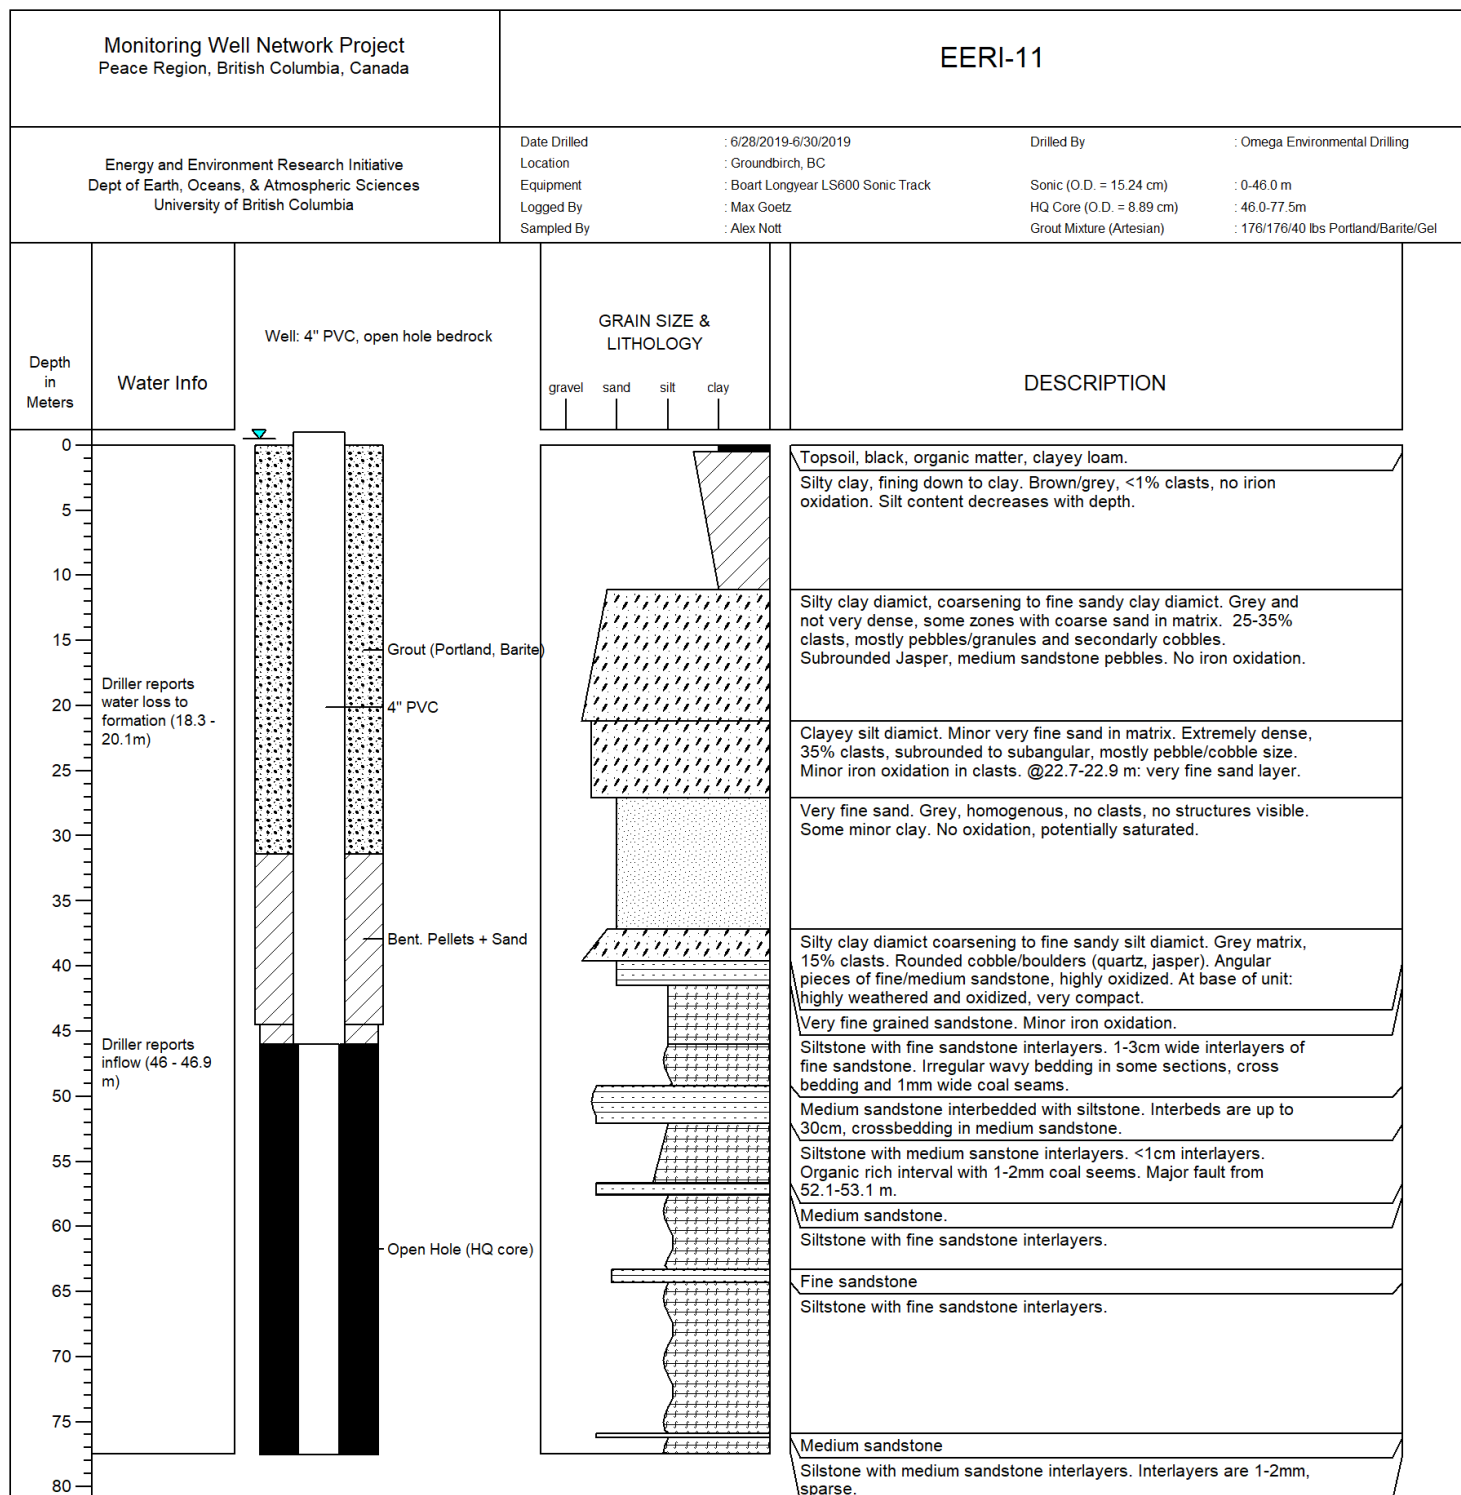 Monitoring Well Network Project
Peace Region, British Columbia, Canada
EERI-11
Energy and Environment Research Initiative
Dept of Earth, Oceans, & Atmospheric Sciences
University of British Columbia
Date Drilled : 6/28/2019-6/30/2019 Drilled By : Omega Environmental Drilling
Location : Groundbirch, BC
Equipment : Boart Longyear LS600 Sonic Track Sonic (O.D. = 15.24 cm) : 0-46.0 m
Logged By : Max Goetz HQ Core (O.D. = 8.89 cm) : 46.0-77.5m
Sampled By : Alex Nott Grout Mixture (Artesian) : 176/176/40 lbs Portland/Barite/Gel
Depth
in
Meters
Water Info
Well: 4" PVC, open hole bedrock
GRAIN SIZE &
LITHOLOGY
gravel sand silt clay
DESCRIPTION
0
5
10
15
20
25
30
35
40
45
50
55
60
65
70
75
80
Driller reports
water loss to
formation (18.3 -
20.1m)
Driller reports
inflow (46 - 46.9
m)
Grout (Portland, Barite)
4" PVC
Bent. Pellets + Sand
Open Hole (HQ core)
Topsoil, black, organic matter, clayey loam.
Silty clay, fining down to clay. Brown/grey, <1% clasts, no irion
oxidation. Silt content decreases with depth.
Silty clay diamict, coarsening to fine sandy clay diamict. Grey and
not very dense, some zones with coarse sand in matrix. 25-35%
clasts, mostly pebbles/granules and secondarly cobbles.
Subrounded Jasper, medium sandstone pebbles. No iron oxidation.
Clayey silt diamict. Minor very fine sand in matrix. Extremely dense,
35% clasts, subrounded to subangular, mostly pebble/cobble size.
Minor iron oxidation in clasts. @22.7-22.9 m: very fine sand layer.
Very fine sand. Grey, homogenous, no clasts, no structures visible.
Some minor clay. No oxidation, potentially saturated.
Silty clay diamict coarsening to fine sandy silt diamict. Grey matrix,
15% clasts. Rounded cobble/boulders (quartz, jasper). Angular
pieces of fine/medium sandstone, highly oxidized. At base of unit:
highly weathered and oxidized, very compact.
Very fine grained sandstone. Minor iron oxidation.
Siltstone with fine sandstone interlayers. 1-3cm wide interlayers of
fine sandstone. Irregular wavy bedding in some sections, cross
bedding and 1mm wide coal seams.
Medium sandstone interbedded with siltstone. Interbeds are up to
30cm, crossbedding in medium sandstone.
Siltstone with medium sanstone interlayers. <1cm interlayers.
Organic rich interval with 1-2mm coal seems. Major fault from
52.1-53.1 m.
Medium sandstone.
Siltstone with fine sandstone interlayers.
Fine sandstone
Siltstone with fine sandstone interlayers.
Medium sandstone
Silstone with medium sandstone interlayers. Interlayers are 1-2mm,
sparse.